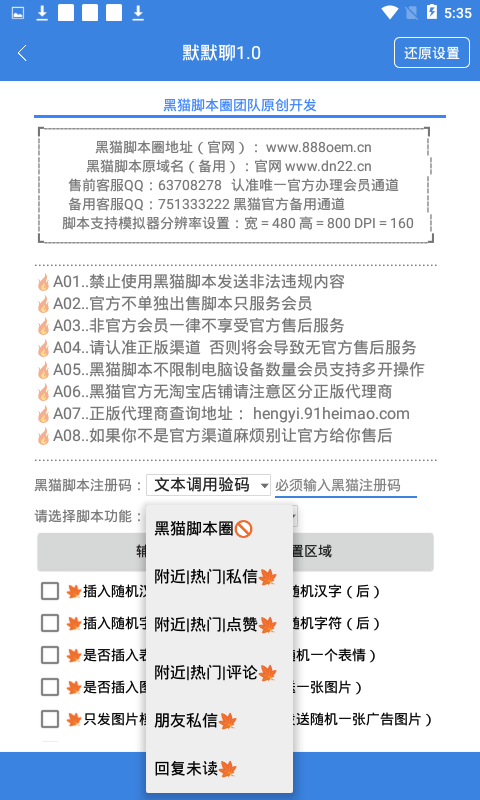 5:35
默默聊1.0
还原设置
黑猫脚本圈团队原创开发
黑猫脚本圈地址（官网）：www.888oem.cn
黑猫脚本原域名（备用）：官网 www.dn22.cn
售前客服QQ：63708278 认准唯一官方办理会员通道
备用客服QQ：751333222 黑猫官方备用通道
脚本支持模拟器分辨率设置：宽 = 480 高 = 800 DPI = 160
A01..禁止使用黑猫脚本发送非法违规内容
A02..官方不单独出售脚本只服务会员
A03..非官方会员一律不享受官方售后服务
A04..请认准正版渠道 否则将会导致无官方售后服务
A05..黑猫脚本不限制电脑设备数量会员支持多开操作
A06..黑猫官方无淘宝店铺请注意区分正版代理商
A07..正版代理商查询地址： hengyi.91heimao.com
A08..如果你不是官方渠道麻烦别让官方给你售后
黑猫脚本注册码：
文本调用验码
必须输入黑猫注册码
请选择脚本功能：
黑猫脚本圈
附近|热门|私信
附近|热门|点赞
附近|热门|评论
朋友私信
回复未读
置区域
插入随机汉
随机汉字（后）
插入随机字
随机字符（后）
是否插入表
随机一个表情）
是否插入图
一张图片）
只发图片模
发送随机一张广告图片）